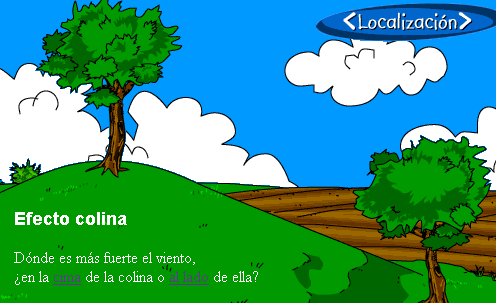 <Localización>
Efecto colina
Dónde es más fuerte el viento,
¿en la cima de la colina o al lado de ella?